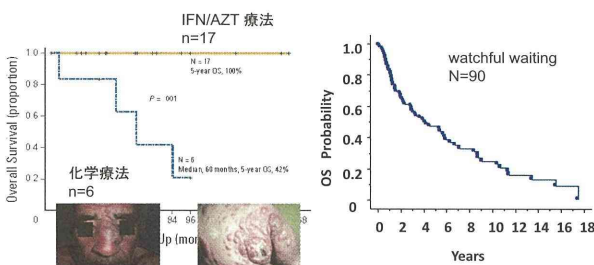 IFN/AZT 療法
n=17
Overall Survival (proportion)
1.0
0.8
0.6
0.4
0.2
0
N = 17
5-year OS, 100%
P = .001
N = 6
Median, 60 months, 5-year OS, 42%
化学療法
n=6
84 96
watchful waiting
N=90
OS Probability
1.0
0.8
0.6
0.4
0.2
0
0 2 4 6 8 10 12 14 16 18
Years